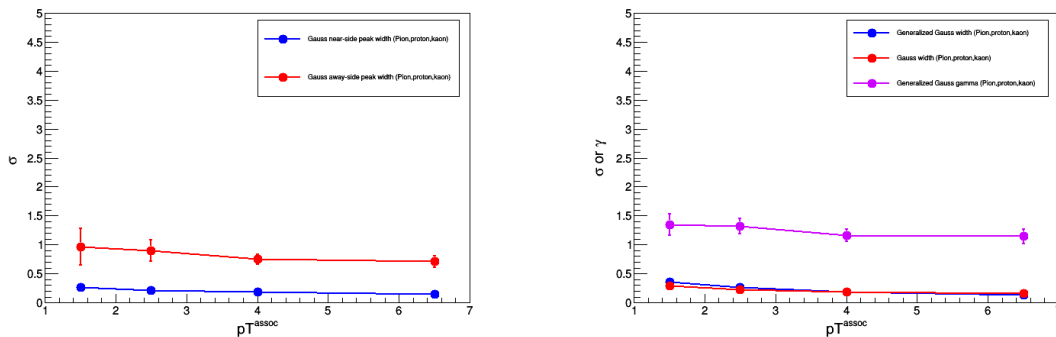 5
4.5
4
3.5
3
2.5
2
1.5
1
0.5
0
σ
Gauss near-side peak width (Pion,proton,kaon)
Gauss away-side peak width (Pion,proton,kaon)
1 2 3 4 5 6 7
pT^assoc
5
4.5
4
3.5
3
2.5
2
1.5
1
0.5
0
σ or γ
Generalized Gauss width (Pion,proton,kaon)
Gauss width (Pion,proton,kaon)
Generalized Gauss gamma (Pion,proton,kaon)
1 2 3 4 5 6
pT^assoc